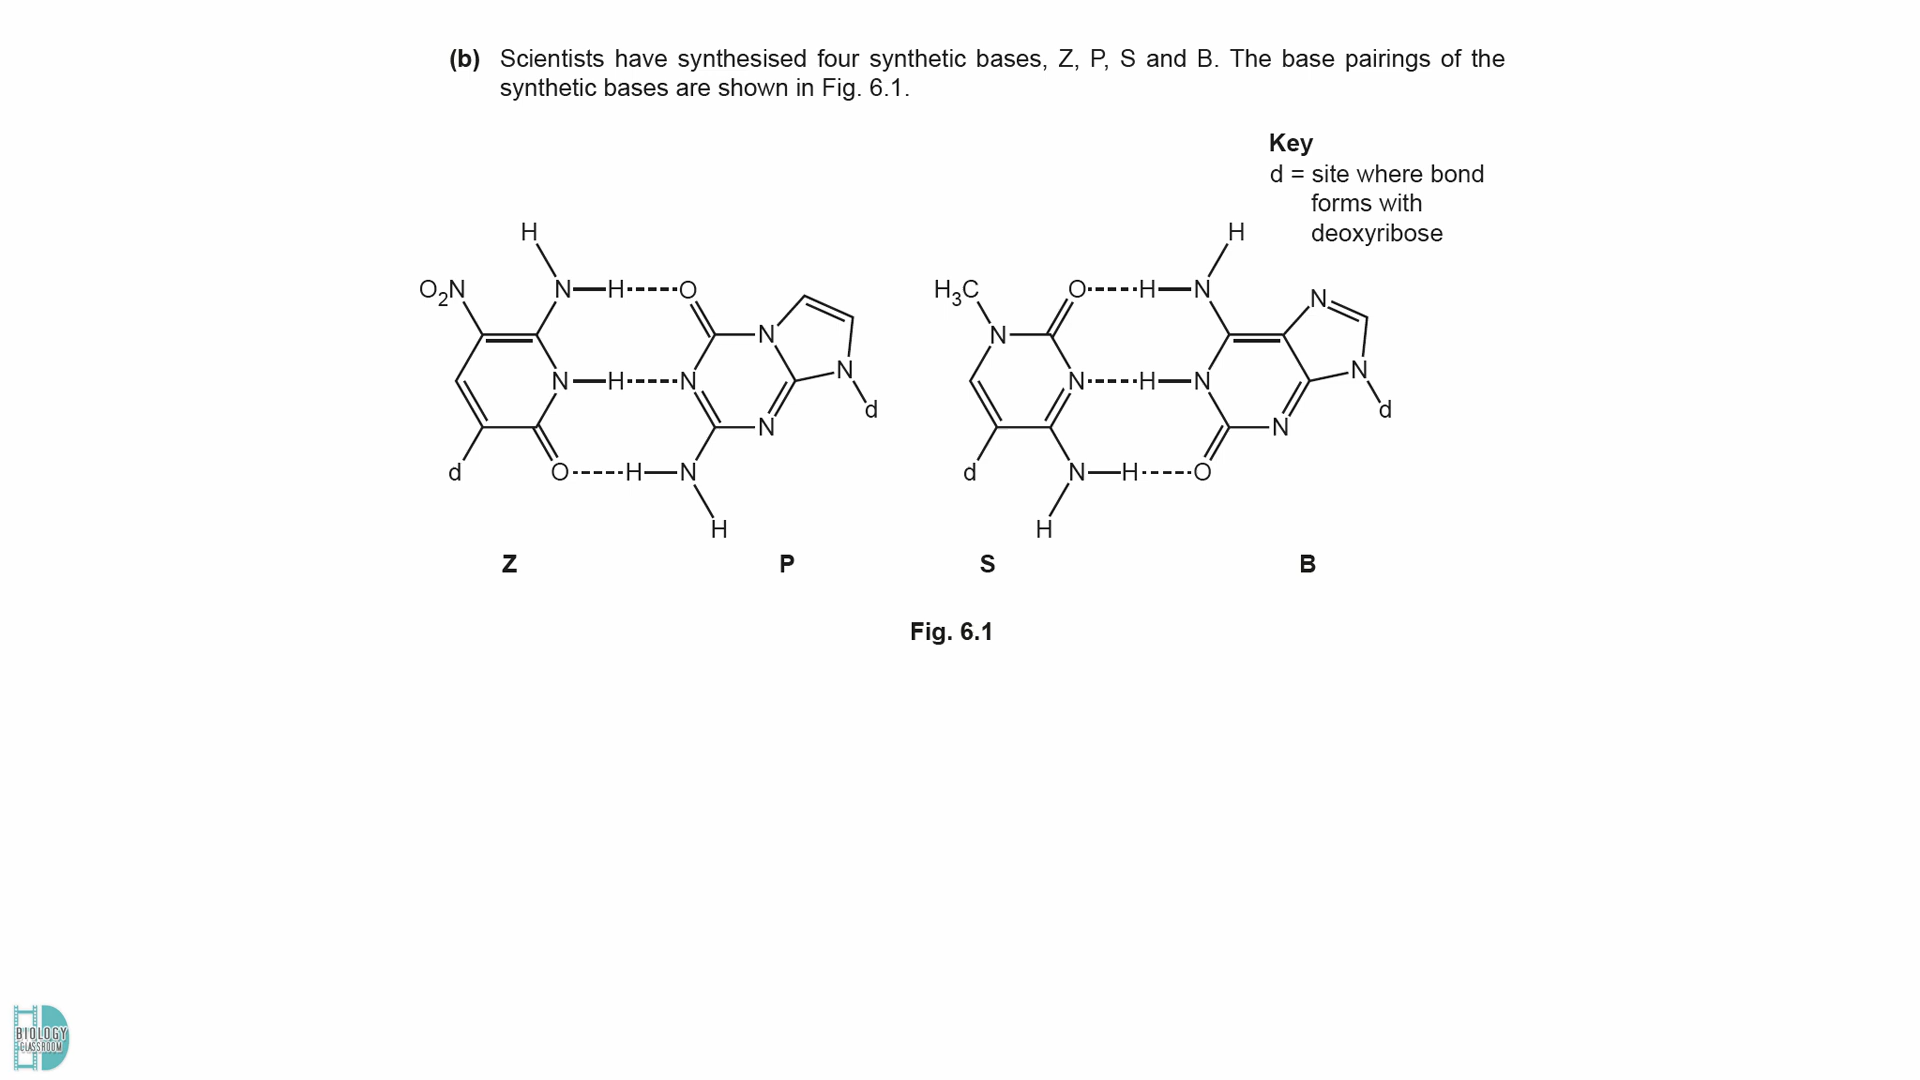 (b) Scientists have synthesised four synthetic bases, Z, P, S and B. The base pairings of the
synthetic bases are shown in Fig. 6.1.
Key
d = site where bond
forms with
deoxyribose
H H
O₂N N H O H₃C O H N N
N N
N H N N N H N N
d d
N N
d O H N d N H O
H H
Z P S B
Fig. 6.1
BIOLOGY
CLASSROOM